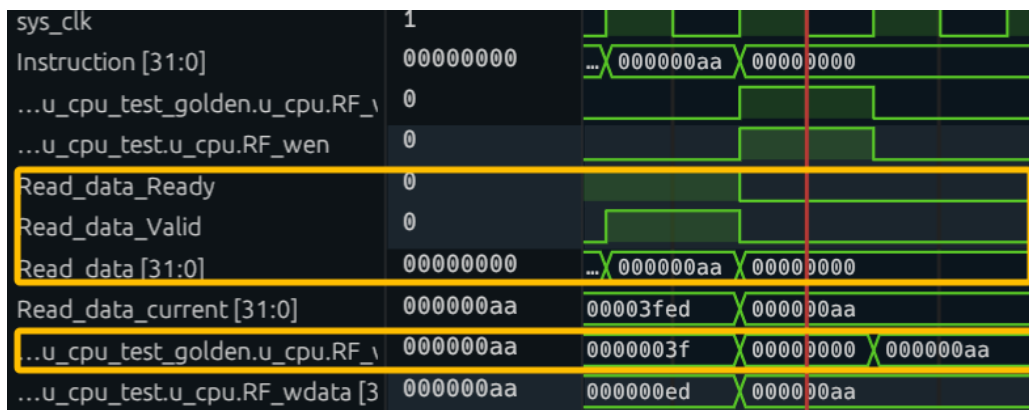 sys_clk 1
Instruction [31:0] 00000000 … 000000aa 00000000
…u_cpu_test_golden.u_cpu.RF_ 0
…u_cpu_test.u_cpu.RF_wen 0
Read_data_Ready 0
Read_data_Valid 0
Read_data [31:0] 00000000 … 000000aa 00000000
Read_data_current [31:0] 000000aa 00003fed 000000aa
…u_cpu_test_golden.u_cpu.RF_ 000000aa 0000003f 00000000 000000aa
…u_cpu_test.u_cpu.RF_wdata [3 000000aa 000000ed 000000aa